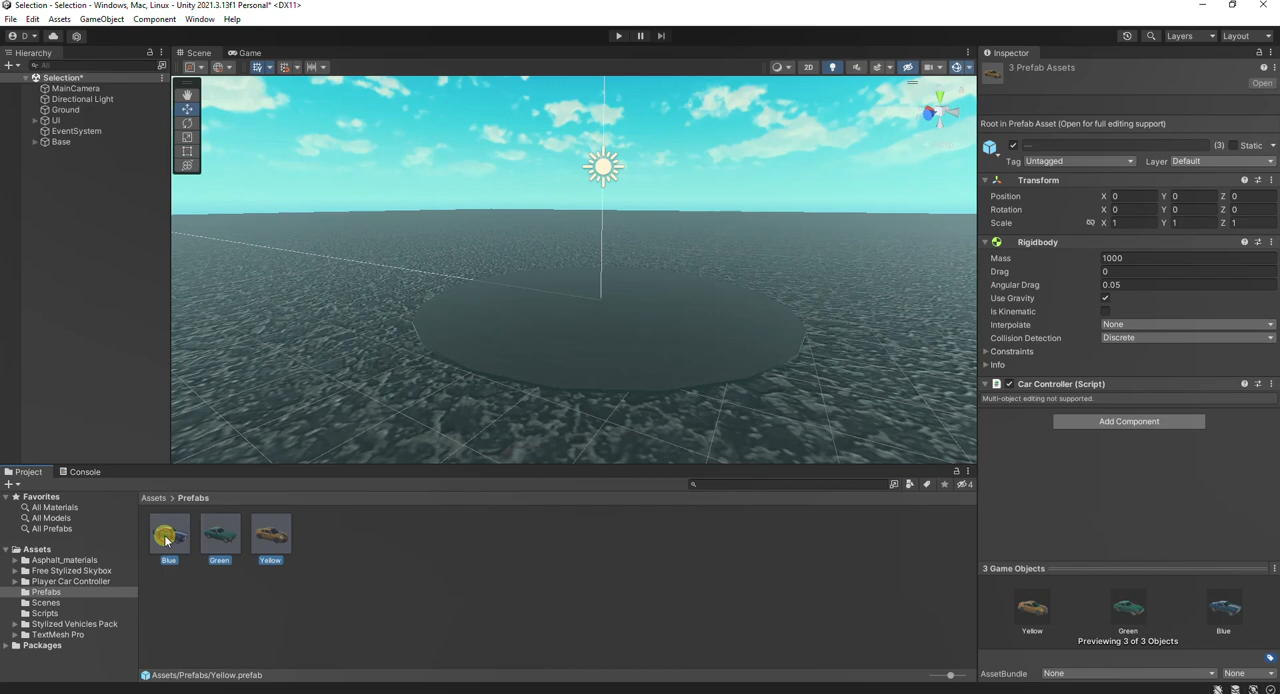 Selection - Selection - Windows, Mac, Linux - Unity 2021.3.13f1 Personal* <DX11>
File Edit Assets GameObject Component Window Help
D
Layers
Layout
Hierarchy
All
Selection*
MainCamera
Directional Light
Ground
UI
EventSystem
Base
Scene
Game
2D
Inspector
3 Prefab Assets
Open
Root in Prefab Asset (Open for full editing support)
— (3) Static
Tag Untagged Layer Default
Transform
Position X 0 Y 0 Z 0
Rotation X 0 Y 0 Z 0
Scale X 1 Y 1 Z 1
Rigidbody
Mass 1000
Drag 0
Angular Drag 0.05
Use Gravity
Is Kinematic
Interpolate None
Collision Detection Discrete
Constraints
Info
Car Controller (Script)
Multi-object editing not supported.
Add Component
3 Game Objects
Yellow
Green
Blue
Previewing 3 of 3 Objects
AssetBundle None None
Project
Console
4
Favorites
All Materials
All Models
All Prefabs
Assets
Asphalt_materials
Free Stylized Skybox
Player Car Controller
Prefabs
Scenes
Scripts
Stylized Vehicles Pack
TextMesh Pro
Packages
Assets > Prefabs
Blue
Green
Yellow
Assets/Prefabs/Yellow.prefab